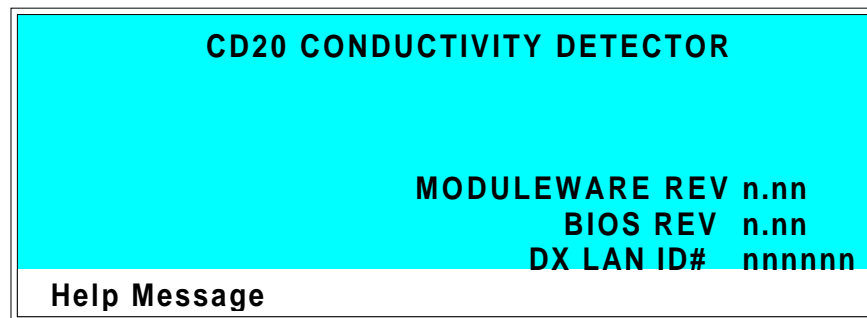 CD20 CONDUCTIVITY DETECTOR
MODULEWARE REV n.nn
BIOS REV n.nn
DX LAN ID# nnnnnn
Help Message